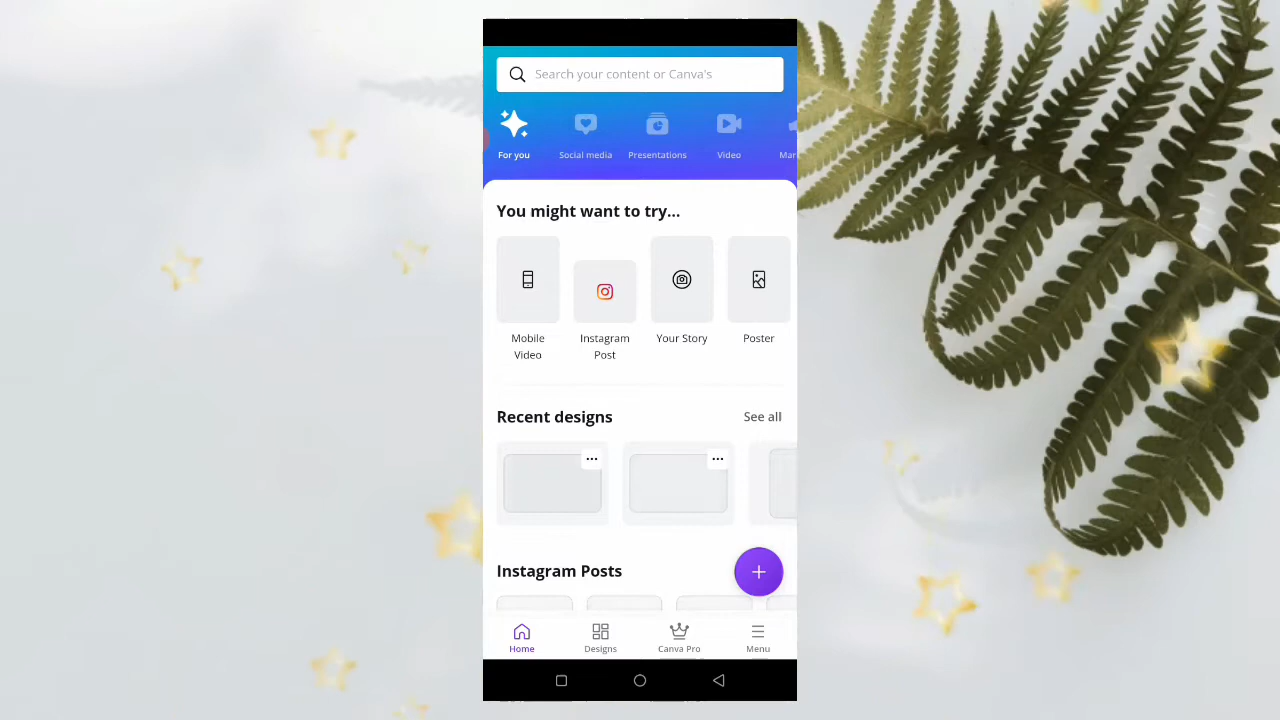 Search your content or Canva's
For you
Social media
Presentations
Video
Mar
You might want to try...
Mobile
Video
Instagram
Post
Your Story
Poster
Recent designs
See all
Instagram Posts
Home
Designs
Canva Pro
Menu